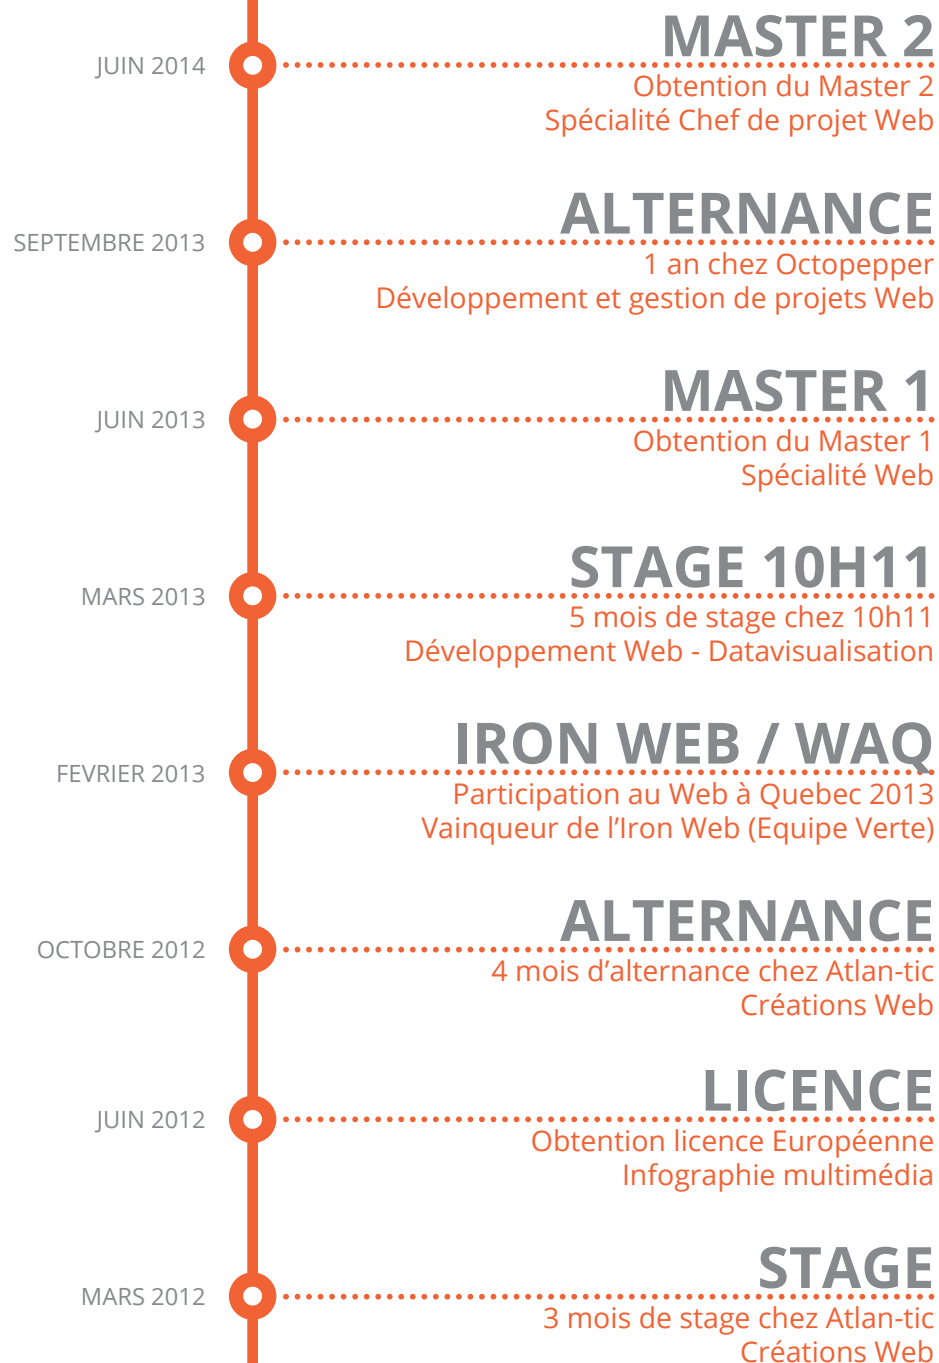 JUIN 2014
MASTER 2
Obtention du Master 2
Spécialité Chef de projet Web
SEPTEMBRE 2013
ALTERNANCE
1 an chez Octopepper
Développement et gestion de projets Web
JUIN 2013
MASTER 1
Obtention du Master 1
Spécialité Web
MARS 2013
STAGE 10H11
5 mois de stage chez 10h11
Développement Web - Datavisualisation
FEVRIER 2013
IRON WEB / WAQ
Participation au Web à Quebec 2013
Vainqueur de l’Iron Web (Equipe Verte)
OCTOBRE 2012
ALTERNANCE
4 mois d’alternance chez Atlan-tic
Créations Web
JUIN 2012
LICENCE
Obtention licence Européenne
Infographie multimédia
MARS 2012
STAGE
3 mois de stage chez Atlan-tic
Créations Web